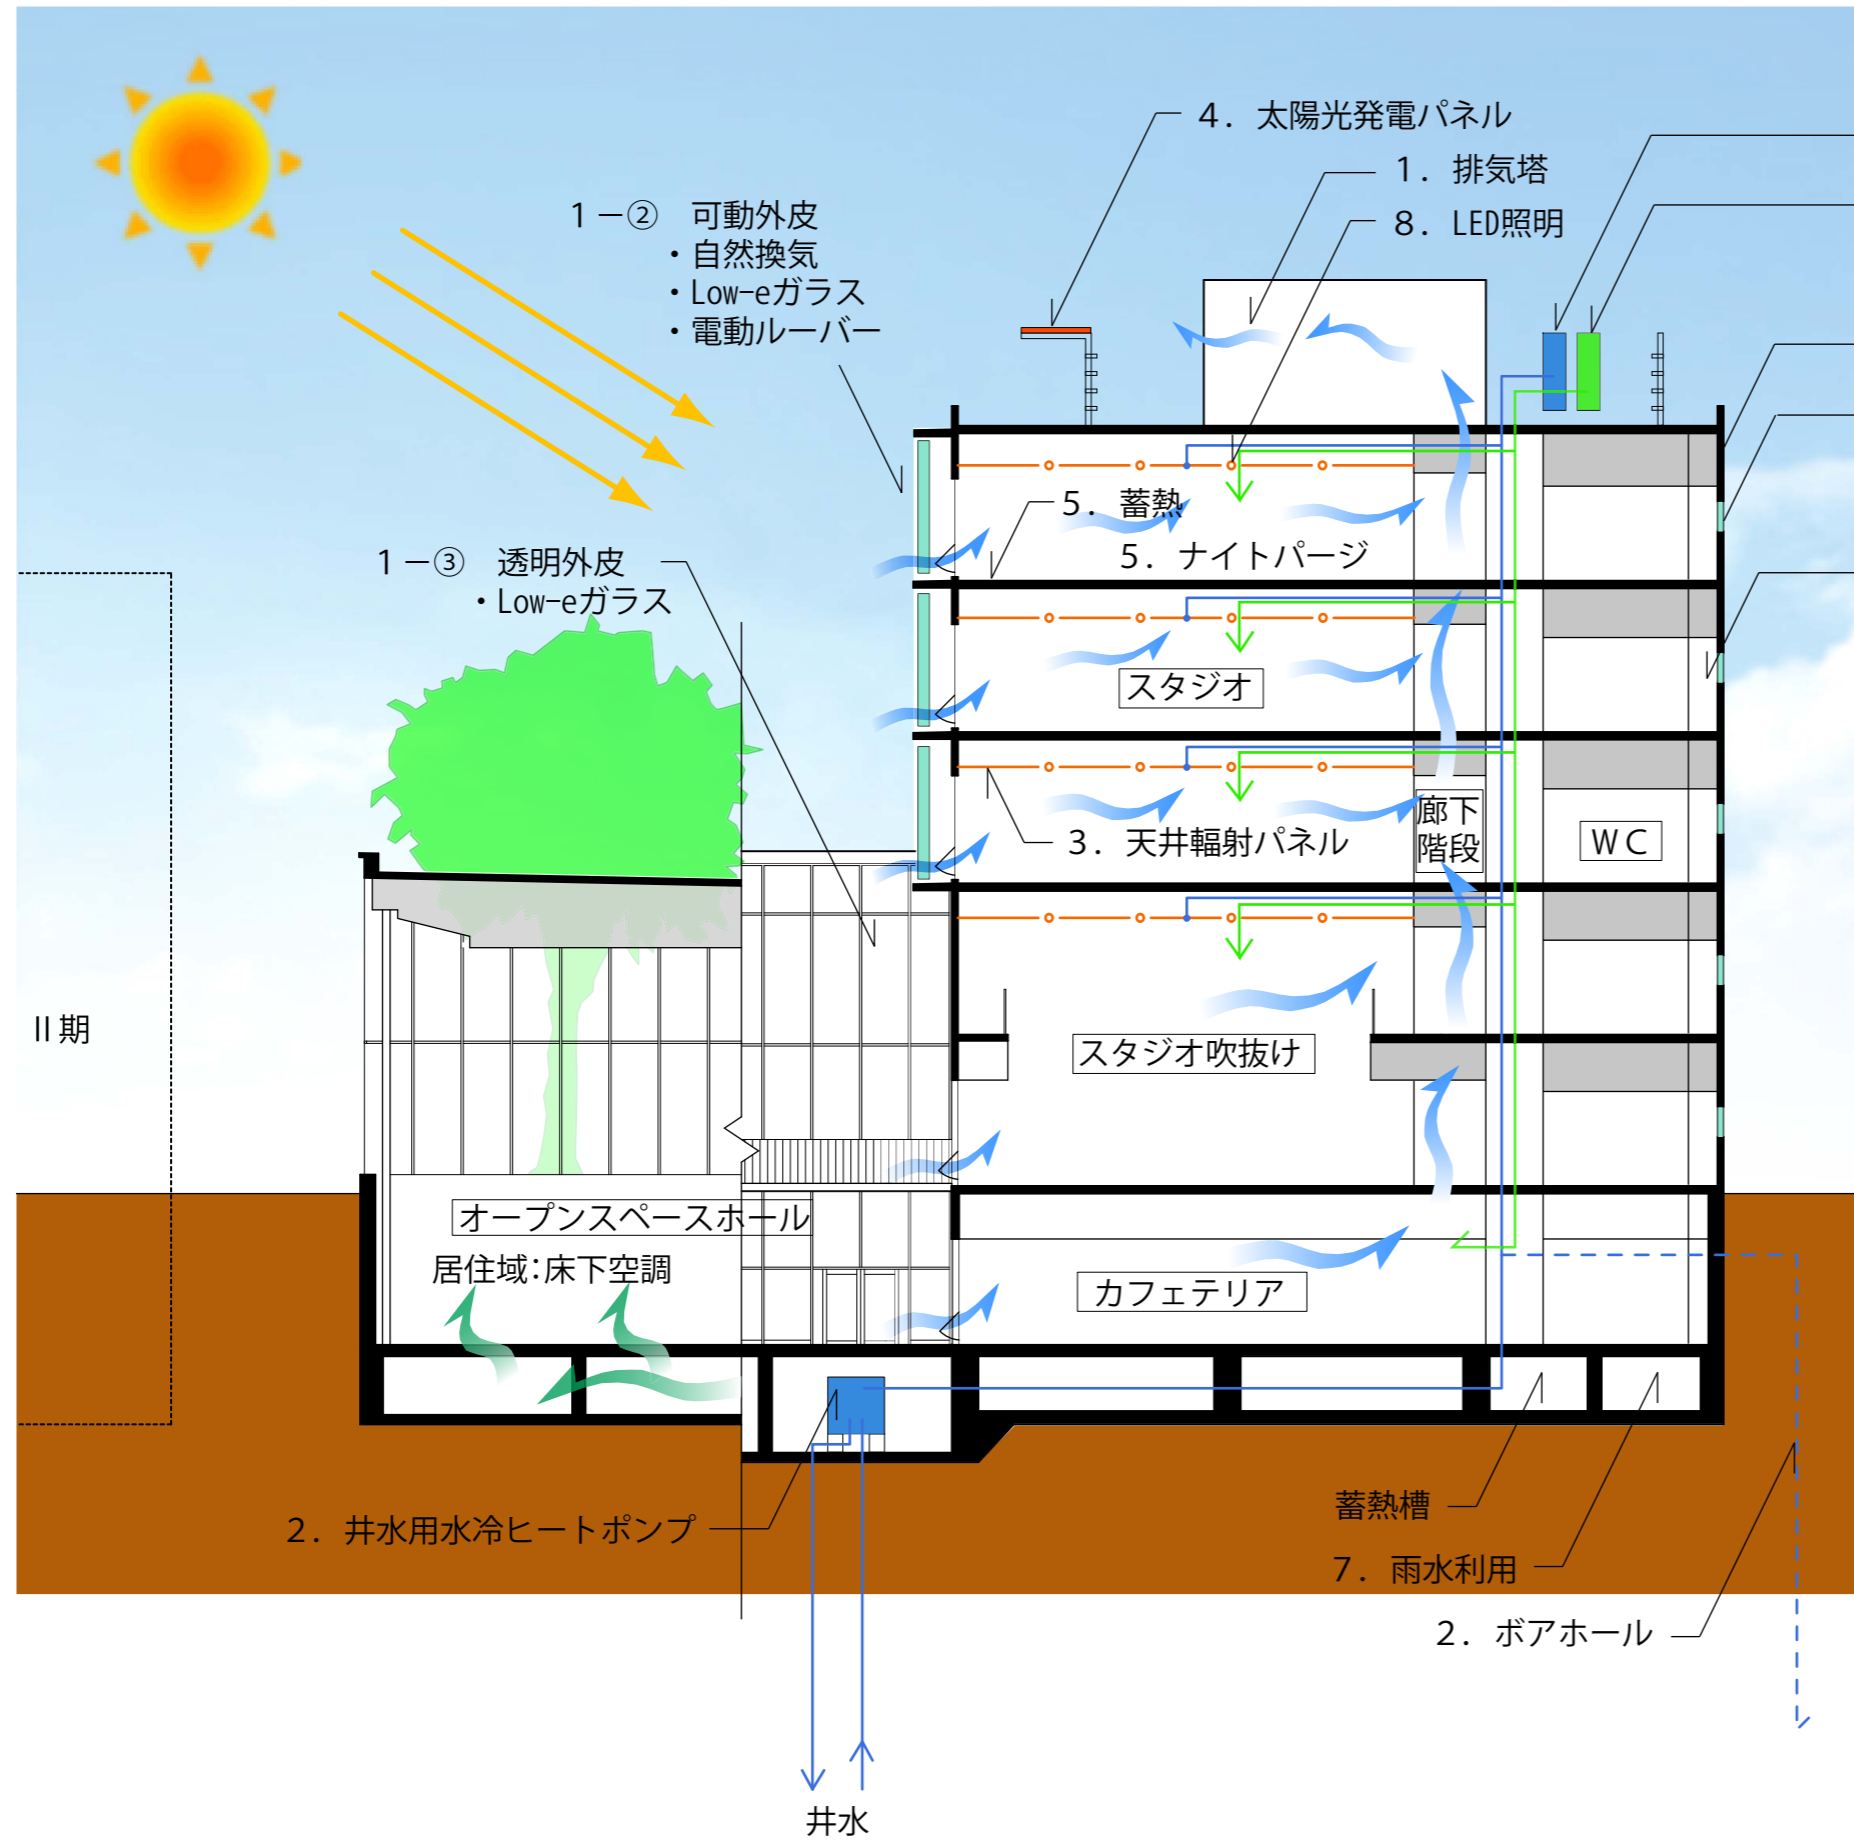 4. 太陽光発電パネル
1. 排気塔
8. LED照明
1－② 可動外皮
・自然換気
・Low-eガラス
・電動ルーバー
5. 蓄熱
5. ナイトパージ
1－③ 透明外皮
・Low-eガラス
スタジオ
廊下
階段
WC
3. 天井輻射パネル
Ⅱ期
スタジオ吹抜け
オープンスペースホール
居住域：床下空調
カフェテリア
蓄熱槽
2. 井水用水冷ヒートポンプ
7. 雨水利用
2. ボアホール
井水